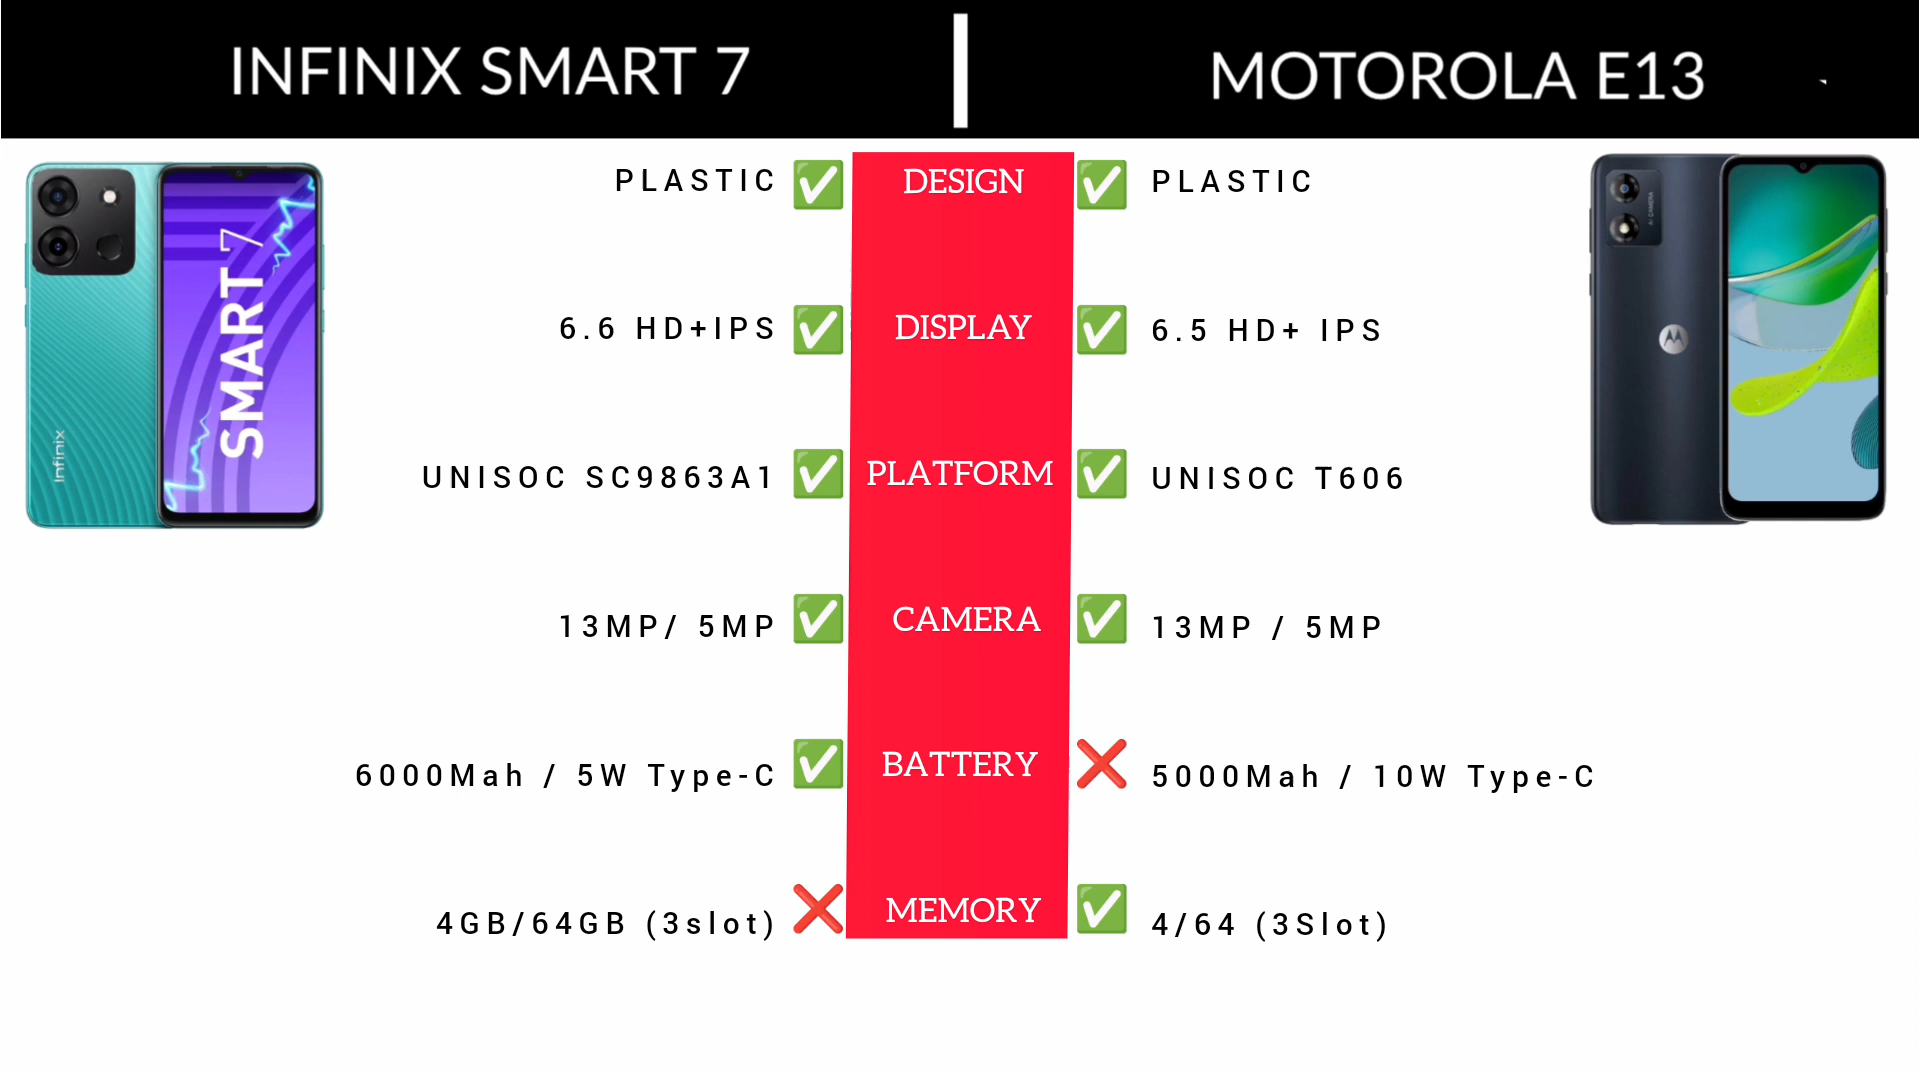 INFINIX SMART 7 | MOTOROLA E13
PLASTIC ✅ DESIGN ✅ PLASTIC
6.6 HD+IPS ✅ DISPLAY ✅ 6.5 HD+ IPS
UNISOC SC9863A1 ✅ PLATFORM ✅ UNISOC T606
13MP/ 5MP ✅ CAMERA ✅ 13MP / 5MP
6000Mah / 5W Type-C ✅ BATTERY ❌ 5000Mah / 10W Type-C
4GB/64GB (3slot) ❌ MEMORY ✅ 4/64 (3Slot)
SMART 7
Infinix
AI CAMERA